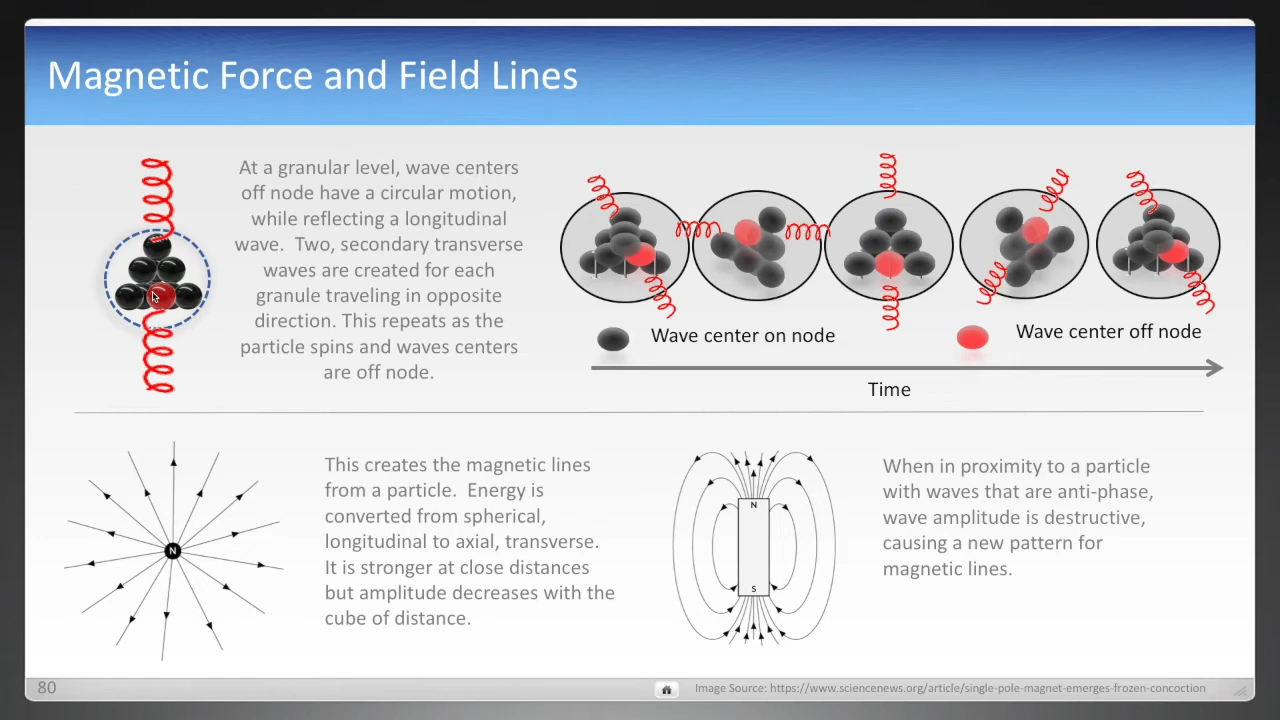 Magnetic Force and Field Lines
At a granular level, wave centers
off node have a circular motion,
while reflecting a longitudinal
wave. Two, secondary transverse
waves are created for each
granule traveling in opposite
direction. This repeats as the
particle spins and waves centers
are off node.
Wave center on node
Wave center off node
Time
N
This creates the magnetic lines
from a particle. Energy is
converted from spherical,
longitudinal to axial, transverse.
It is stronger at close distances
but amplitude decreases with the
cube of distance.
N
S
When in proximity to a particle
with waves that are anti-phase,
wave amplitude is destructive,
causing a new pattern for
magnetic lines.
80
Image Source: https://www.sciencenews.org/article/single-pole-magnet-emerges-frozen-concoction